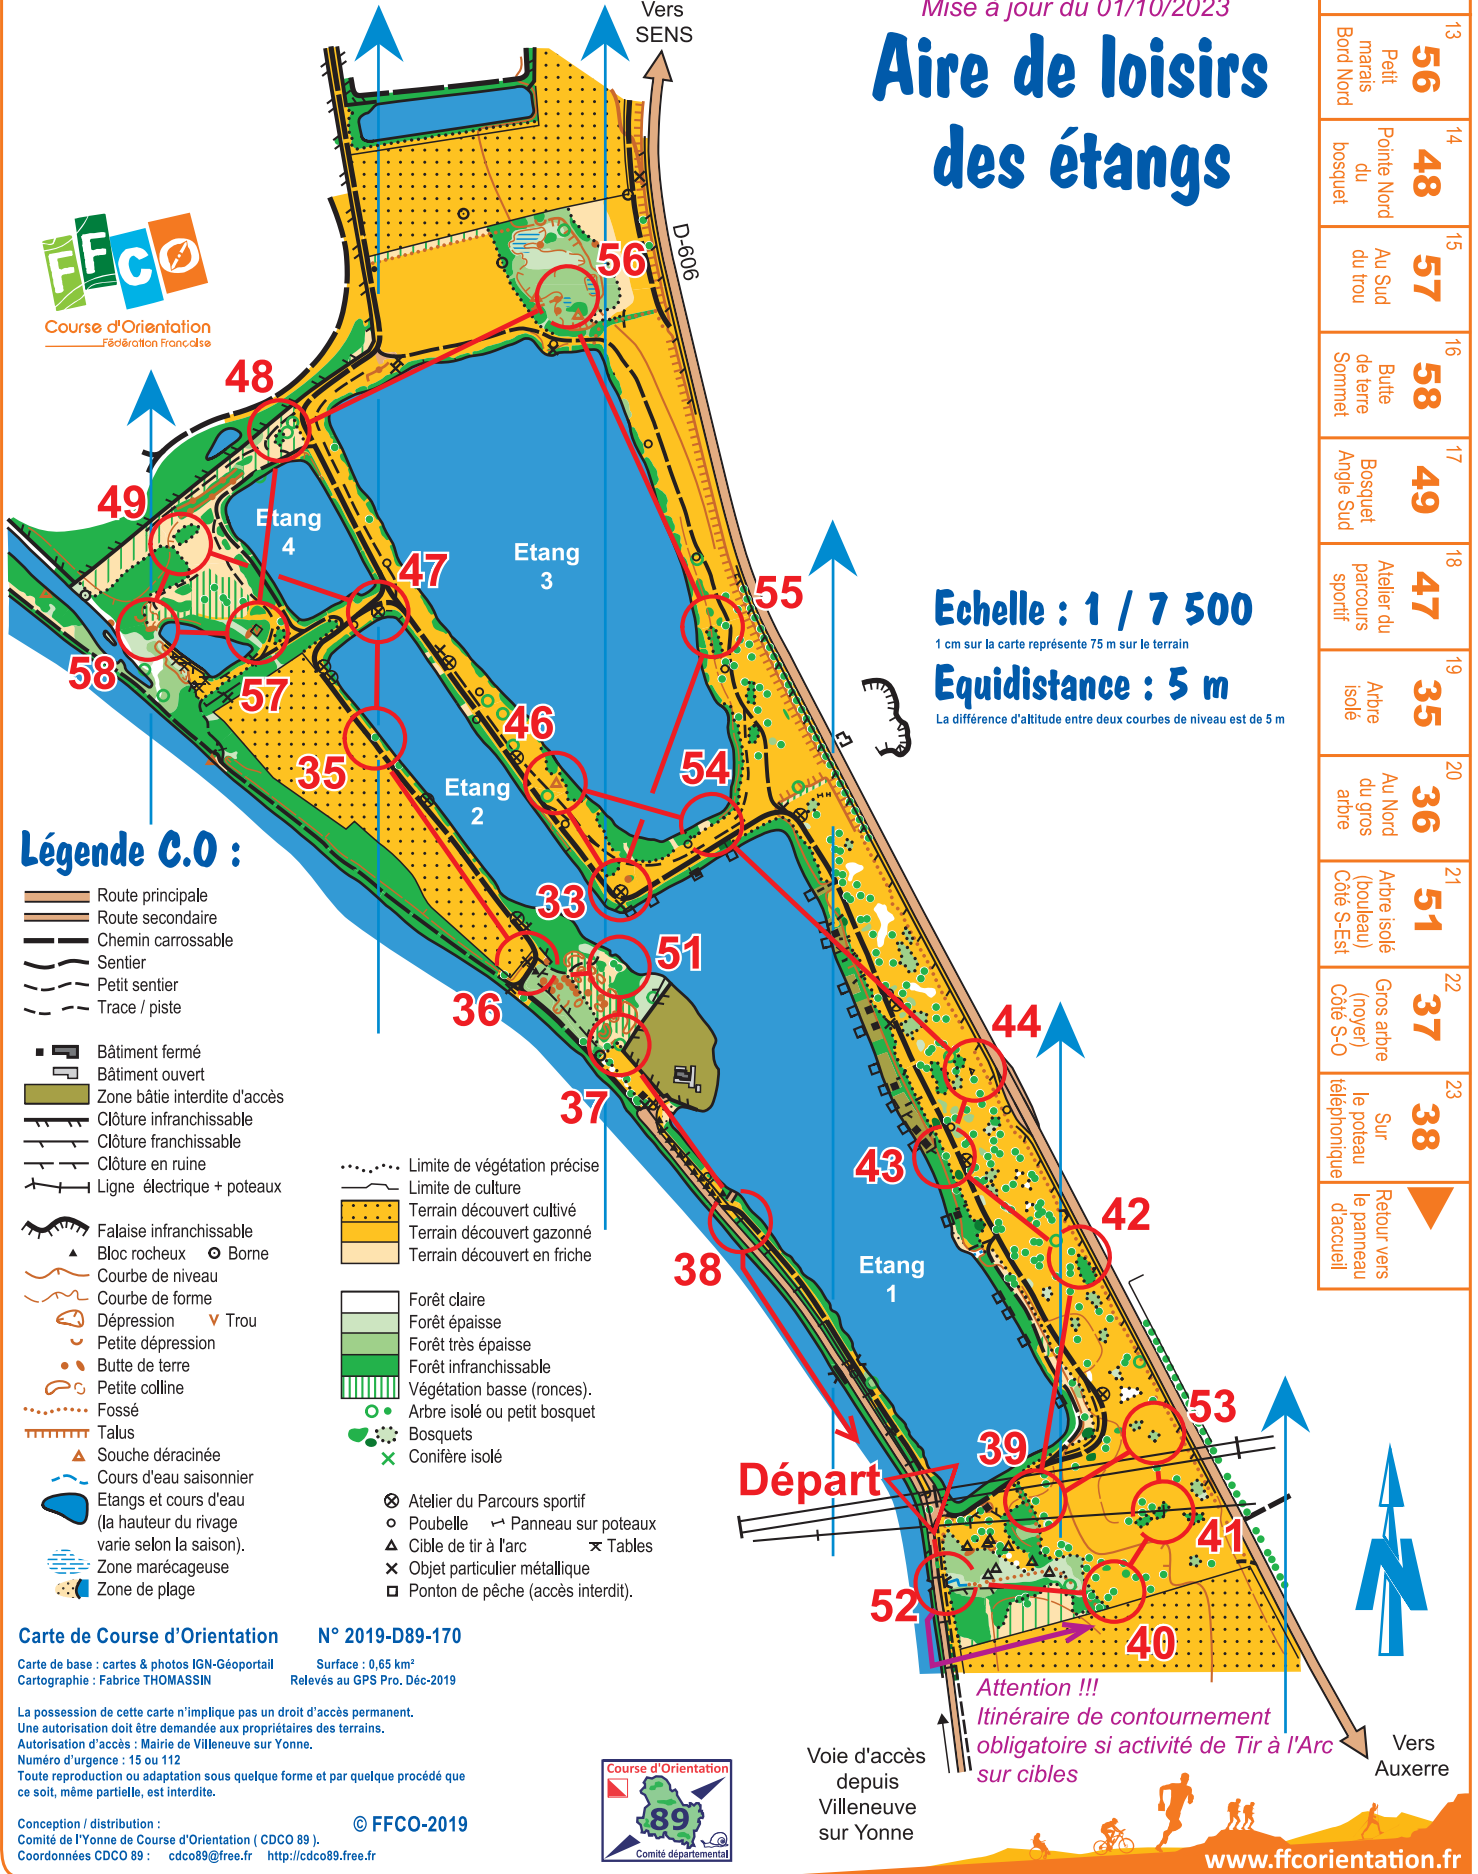 Mise à jour du 01/10/2023
Aire de loisirs
des étangs
Vers
SENS
D-606
FFCO
Course d'Orientation
Fédération Française
56
48
49
47
55
58
57
46
35
54
33
51
36
37
44
43
42
38
53
39
41
52
40
Etang
4
Etang
3
Etang
2
Etang
1
Départ
Echelle : 1 / 7 500
1 cm sur la carte représente 75 m sur le terrain
Equidistance : 5 m
La différence d'altitude entre deux courbes de niveau est de 5 m
13
56
Petit
marais
Bord Nord
14
48
Pointe Nord
du
bosquet
15
57
Au Sud
du trou
16
58
Butte
de terre
Sommet
17
49
Bosquet
Angle Sud
18
47
Atelier du
parcours
sportif
19
35
Arbre
isolé
20
36
Au Nord
du gros
arbre
21
51
Arbre isolé
(bouleau)
Côté S-Est
22
37
Gros arbre
(noyer)
Côté S-O
23
38
Sur
le poteau
téléphonique
Retour vers
le panneau
d'accueil
Légende C.O :
Route principale
Route secondaire
Chemin carrossable
Sentier
Petit sentier
Trace / piste
Bâtiment fermé
Bâtiment ouvert
Zone bâtie interdite d'accès
Clôture infranchissable
Clôture franchissable
Clôture en ruine
Ligne électrique + poteaux
Falaise infranchissable
Bloc rocheux Borne
Courbe de niveau
Courbe de forme
Dépression Trou
Petite dépression
Butte de terre
Petite colline
Fossé
Talus
Souche déracinée
Cours d'eau saisonnier
Etangs et cours d'eau
(la hauteur du rivage
varie selon la saison).
Zone marécageuse
Zone de plage
Limite de végétation précise
Limite de culture
Terrain découvert cultivé
Terrain découvert gazonné
Terrain découvert en friche
Forêt claire
Forêt épaisse
Forêt très épaisse
Forêt infranchissable
Végétation basse (ronces).
Arbre isolé ou petit bosquet
Bosquets
Conifère isolé
Atelier du Parcours sportif
Poubelle Panneau sur poteaux
Cible de tir à l'arc Tables
Objet particulier métallique
Ponton de pêche (accès interdit).
Carte de Course d'Orientation N° 2019-D89-170
Carte de base : cartes & photos IGN-Géoportail Surface : 0,65 km²
Cartographie : Fabrice THOMASSIN Relevés au GPS Pro. Déc-2019
La possession de cette carte n'implique pas un droit d'accès permanent.
Une autorisation doit être demandée aux propriétaires des terrains.
Autorisation d'accès : Mairie de Villeneuve sur Yonne.
Numéro d'urgence : 15 ou 112
Toute reproduction ou adaptation sous quelque forme et par quelque procédé que
ce soit, même partielle, est interdite.
Conception / distribution : © FFCO-2019
Comité de l'Yonne de Course d'Orientation ( CDCO 89 ).
Coordonnées CDCO 89 : cdco89@free.fr http://cdco89.free.fr
Course d'Orientation
89
Comité départemental
Attention !!!
Itinéraire de contournement
obligatoire si activité de Tir à l'Arc
sur cibles
Voie d'accès
depuis
Villeneuve
sur Yonne
Vers
Auxerre
N
www.ffcorientation.fr